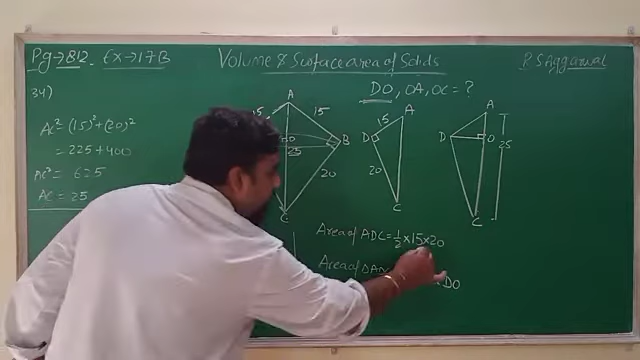 Pg→812. Ex→17B
Volume & Surface area of Solids
R.S Aggarwal
34)
DO, OA, OC = ?
AC² = (15)² + (20)²
= 225 + 400
AC² = 625
AC = 25
A
15
15
O
B
25
20
C
A
15
D
20
C
A
D
O
25
C
Area of ADC = 1/2 × 15 × 20
Area of
DO